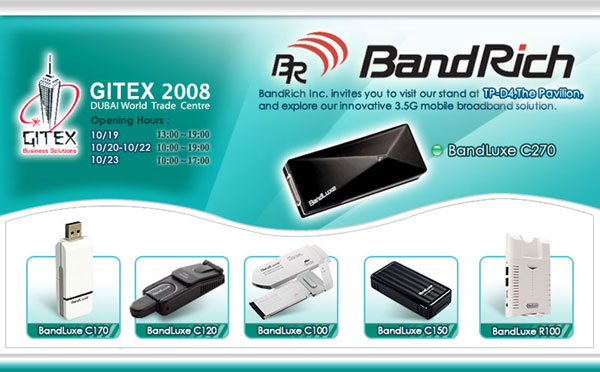 BR BandRich
BandRich Inc. invites you to visit our stand at TP-D4,The Pavilion,
and explore our innovative 3.5G mobile broadband solution.
GITEX
Business Solutions
GITEX 2008
DUBAI World Trade Centre
Opening Hours :
10/19 13:00 ~ 19:00
10/20-10/22 10:00 ~ 19:00
10/23 10:00 ~ 17:00
BandLuxe
BandLuxe C270
BandLuxe
BandLuxe C170
BandLuxe C120
BandLuxe C100
BandLuxe C150
BandLuxe R100